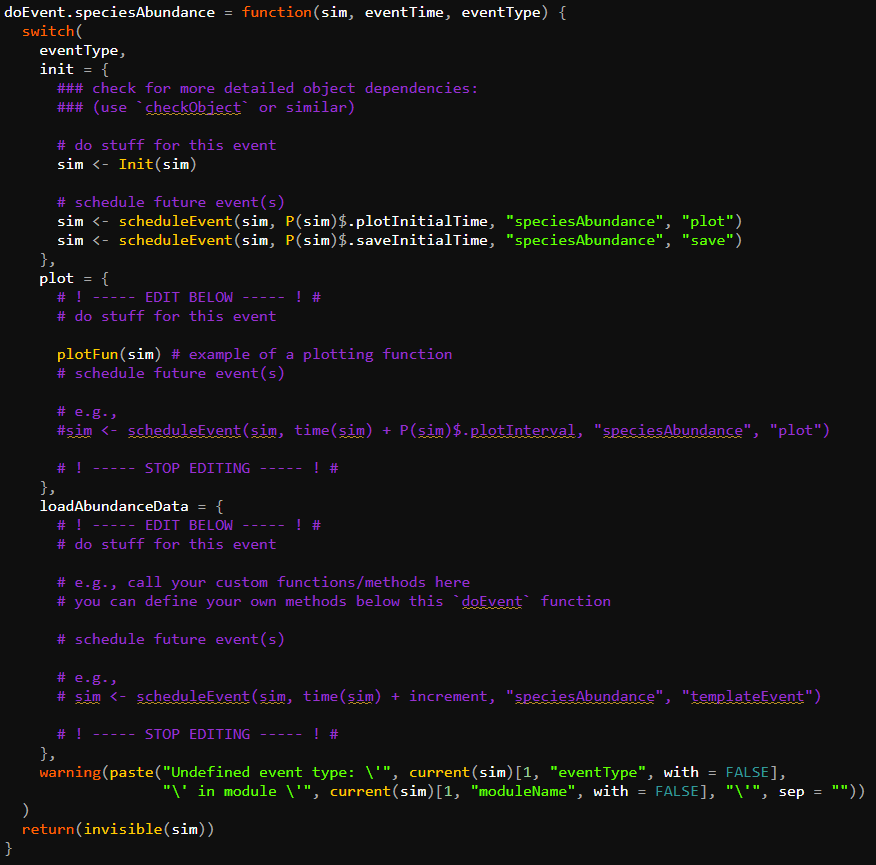 doEvent.speciesAbundance = function(sim, eventTime, eventType) {
  switch(
    eventType,
    init = {
      ### check for more detailed object dependencies:
      ### (use `checkObject` or similar)

      # do stuff for this event
      sim <- Init(sim)

      # schedule future event(s)
      sim <- scheduleEvent(sim, P(sim)$.plotInitialTime, "speciesAbundance", "plot")
      sim <- scheduleEvent(sim, P(sim)$.saveInitialTime, "speciesAbundance", "save")
    },
    plot = {
      # ! ----- EDIT BELOW ----- ! #
      # do stuff for this event

      plotFun(sim) # example of a plotting function
      # schedule future event(s)

      # e.g.,
      #sim <- scheduleEvent(sim, time(sim) + P(sim)$.plotInterval, "speciesAbundance", "plot")

      # ! ----- STOP EDITING ----- ! #
    },
    loadAbundanceData = {
      # ! ----- EDIT BELOW ----- ! #
      # do stuff for this event

      # e.g., call your custom functions/methods here
      # you can define your own methods below this `doEvent` function

      # schedule future event(s)

      # e.g.,
      # sim <- scheduleEvent(sim, time(sim) + increment, "speciesAbundance", "templateEvent")

      # ! ----- STOP EDITING ----- ! #
    },
    warning(paste("Undefined event type: \'", current(sim)[1, "eventType", with = FALSE],
                  "\' in module \'", current(sim)[1, "moduleName", with = FALSE], "\'", sep = ""))
  )
  return(invisible(sim))
}